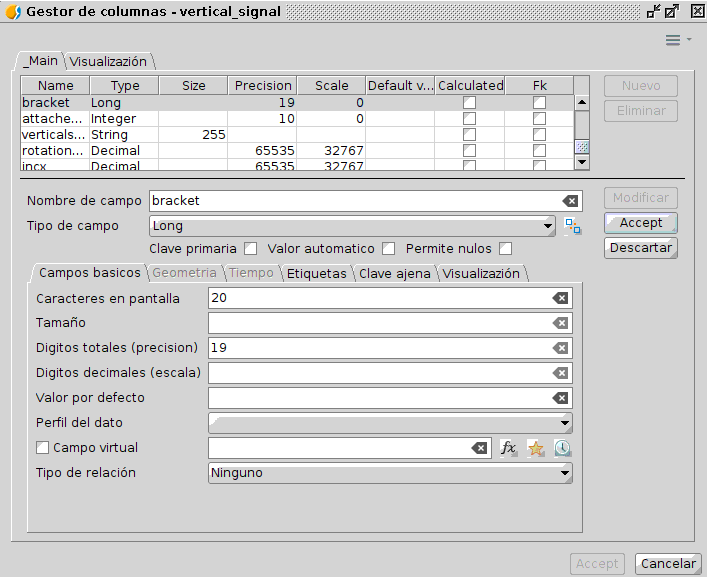 Gestor de columnas - vertical_signal
_Main Visualización
Name Type Size Precision Scale Default v... Calculated Fk
bracket Long 19 0
attache... Integer 10 0
verticals... String 255
rotation... Decimal 65535 32767
incx Decimal 65535 32767
Nuevo
Eliminar
Nombre de campo bracket
Tipo de campo Long
Clave primaria Valor automatico Permite nulos
Modificar
Accept
Descartar
Campos basicos Geometria Tiempo Etiquetas Clave ajena Visualización
Caracteres en pantalla 20
Tamaño
Digitos totales (precision) 19
Digitos decimales (escala)
Valor por defecto
Perfil del dato
Campo virtual fx
Tipo de relación Ninguno
Accept Cancelar